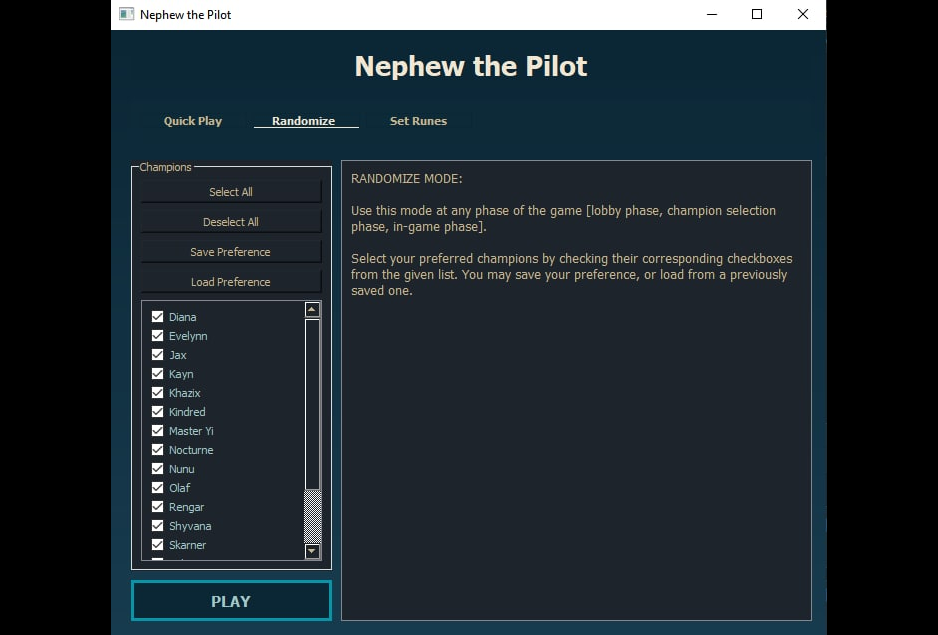 Nephew the Pilot
Nephew the Pilot
Quick Play
Randomize
Set Runes
Champions
Select All
Deselect All
Save Preference
Load Preference
Diana
Evelynn
Jax
Kayn
Khazix
Kindred
Master Yi
Nocturne
Nunu
Olaf
Rengar
Shyvana
Skarner
PLAY
RANDOMIZE MODE:
Use this mode at any phase of the game [lobby phase, champion selection
phase, in-game phase].
Select your preferred champions by checking their corresponding checkboxes
from the given list. You may save your preference, or load from a previously
saved one.